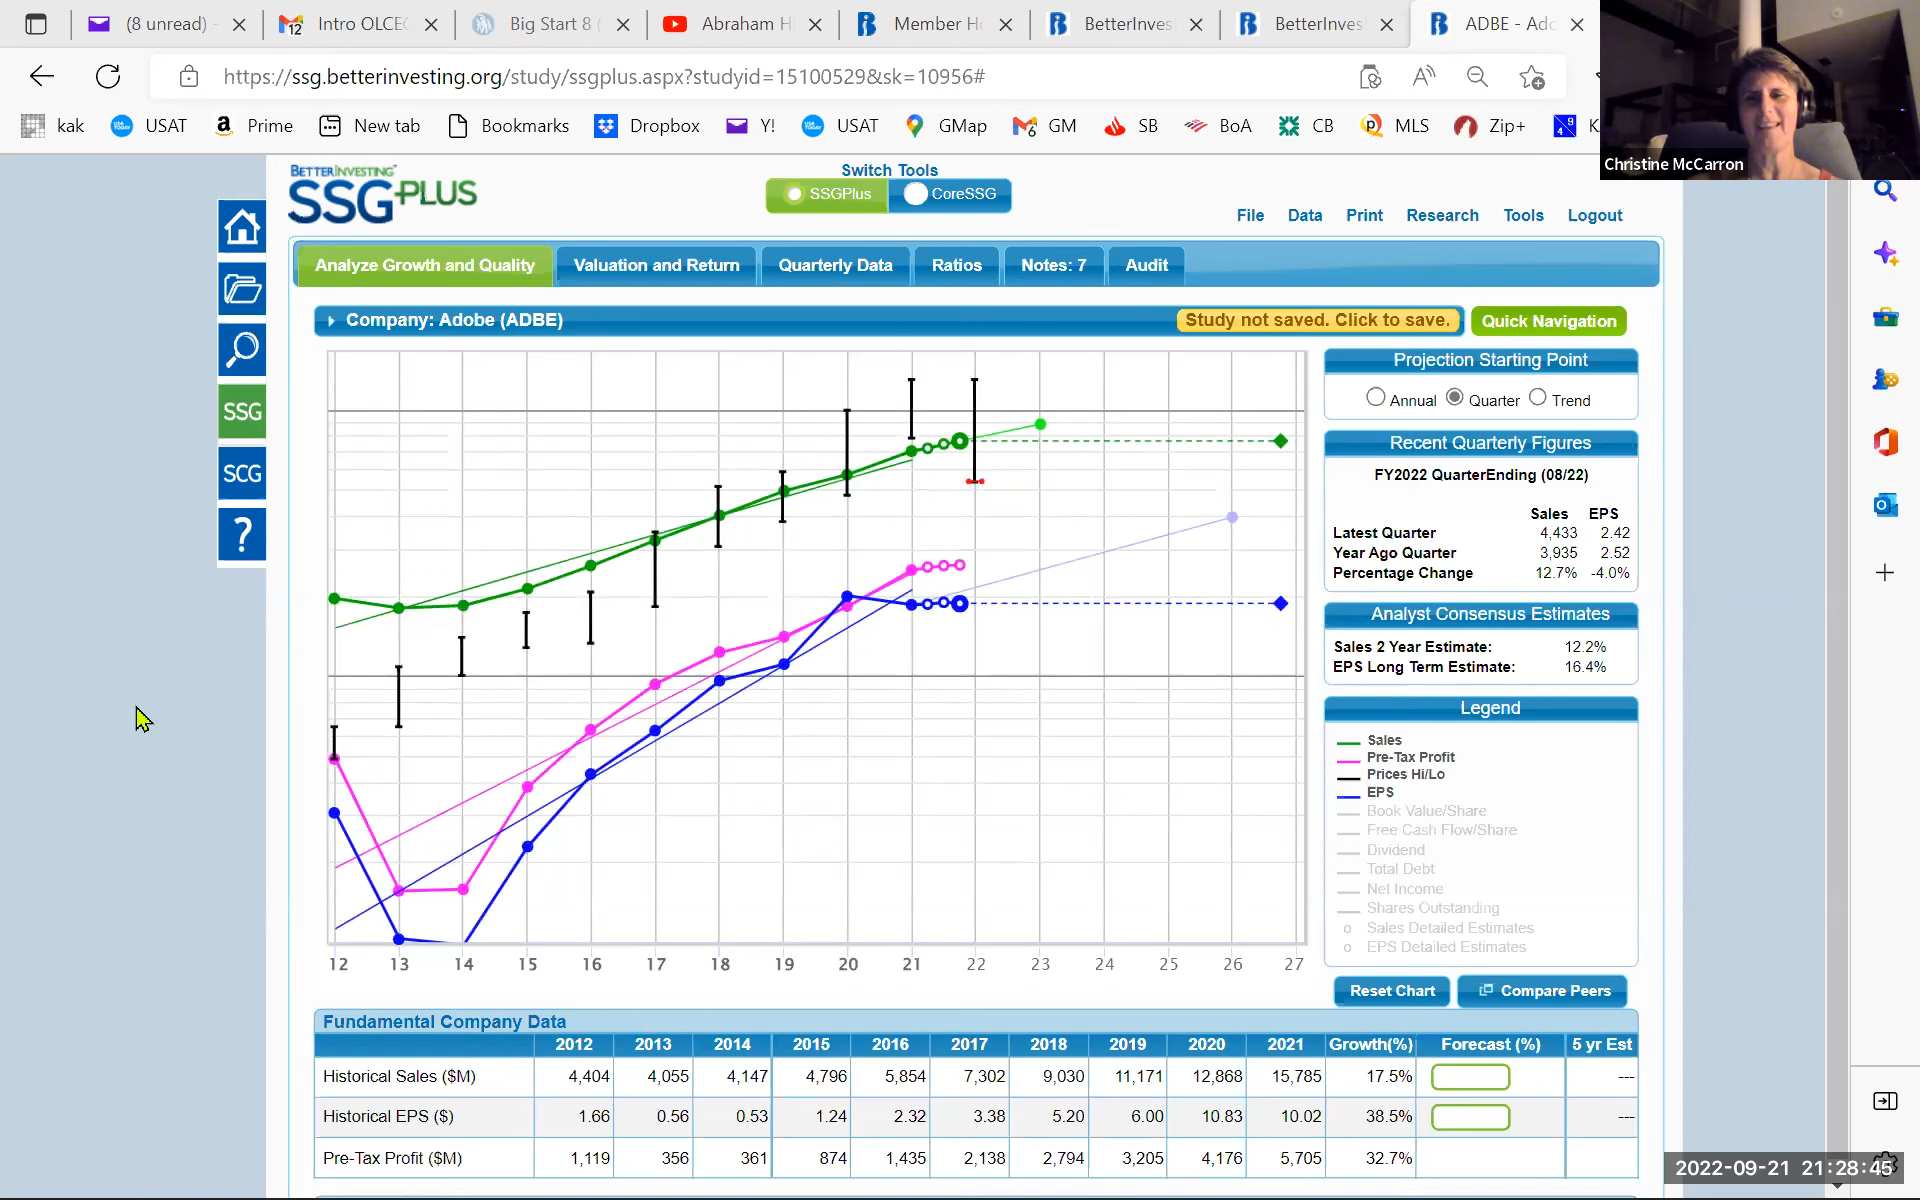 (8 unread) -
Intro OLCE
Big Start 8 (
Abraham H
Member H
BetterInves
BetterInves
ADBE - Ado
https://ssg.betterinvesting.org/study/ssgplus.aspx?studyid=15100529&sk=10956#
kak USAT Prime New tab Bookmarks Dropbox Y! USAT GMap GM SB BoA CB MLS Zip+ K
Christine McCarron
BETTERINVESTING
SSGPLUS
Switch Tools
SSGPlus CoreSSG
File Data Print Research Tools Logout
SSG
SCG
?
Analyze Growth and Quality Valuation and Return Quarterly Data Ratios Notes: 7 Audit
Company: Adobe (ADBE) Study not saved. Click to save. Quick Navigation
Projection Starting Point
Annual Quarter Trend
Recent Quarterly Figures
FY2022 QuarterEnding (08/22)
Sales EPS
Latest Quarter 4,433 2.42
Year Ago Quarter 3,935 2.52
Percentage Change 12.7% -4.0%
Analyst Consensus Estimates
Sales 2 Year Estimate: 12.2%
EPS Long Term Estimate: 16.4%
Legend
Sales
Pre-Tax Profit
Prices Hi/Lo
EPS
Book Value/Share
Free Cash Flow/Share
Dividend
Total Debt
Net Income
Shares Outstanding
Sales Detailed Estimates
EPS Detailed Estimates
12 13 14 15 16 17 18 19 20 21 22 23 24 25 26 27
Reset Chart Compare Peers
Fundamental Company Data
2012 2013 2014 2015 2016 2017 2018 2019 2020 2021 Growth(%) Forecast (%) 5 yr Est
Historical Sales ($M) 4,404 4,055 4,147 4,796 5,854 7,302 9,030 11,171 12,868 15,785 17.5% ---
Historical EPS ($) 1.66 0.56 0.53 1.24 2.32 3.38 5.20 6.00 10.83 10.02 38.5% ---
Pre-Tax Profit ($M) 1,119 356 361 874 1,435 2,138 2,794 3,205 4,176 5,705 32.7%
2022-09-21 21:28:45